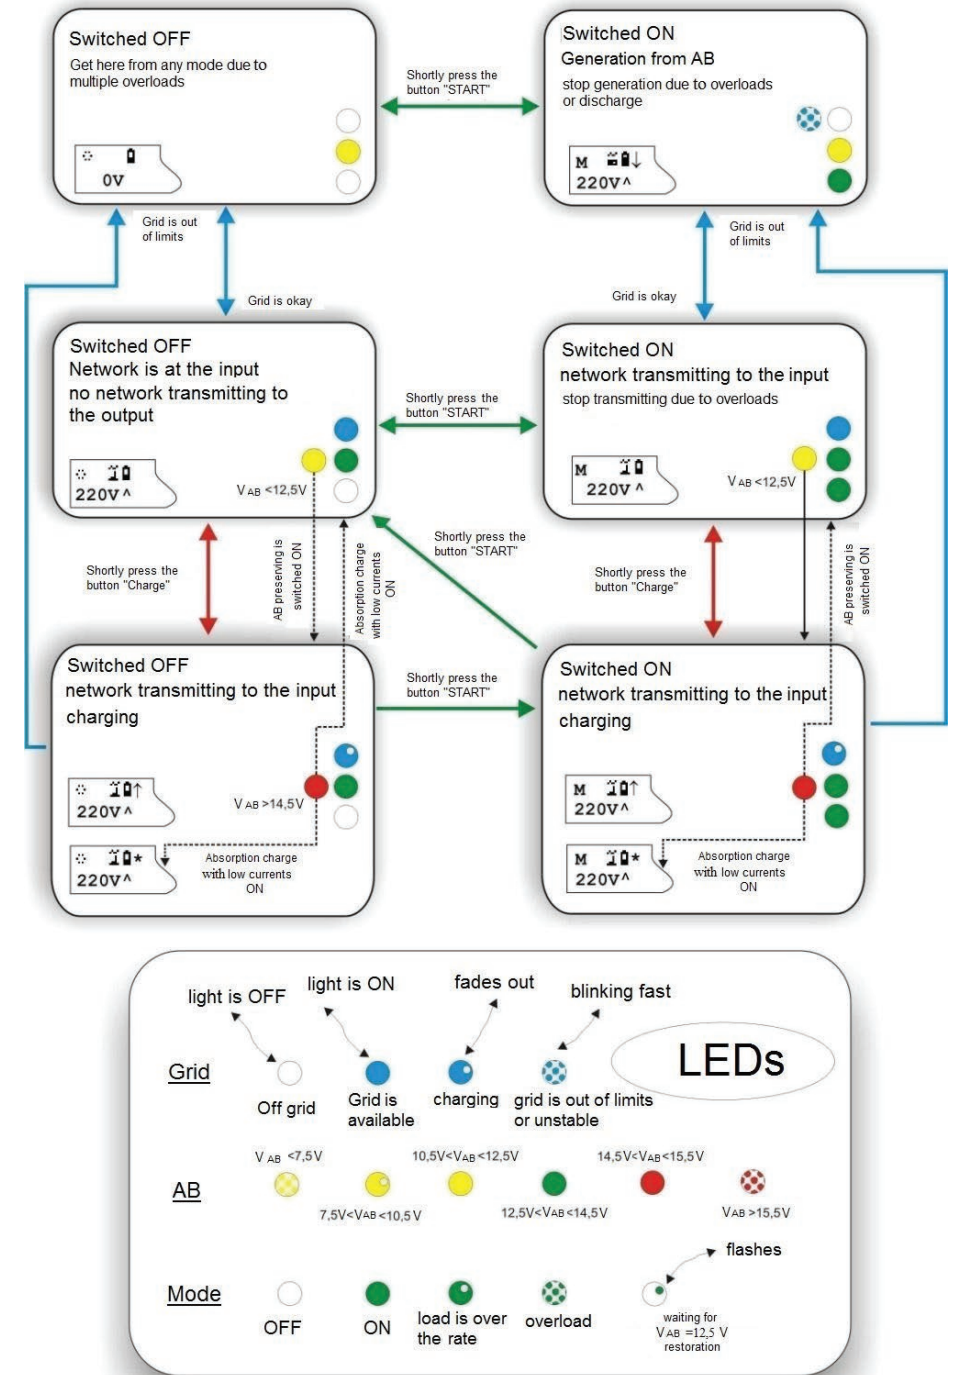 Switched OFF
Get here from any mode due to
multiple overloads
0V
Shortly press the
button "START"
Switched ON
Generation from AB
stop generation due to overloads
or discharge
M
220V^
Grid is out
of limits
Grid is okay
Grid is out
of limits
Grid is okay
Switched OFF
Network is at the input
no network transmitting to
the output
V AB <12,5V
220V ^
Shortly press the
button "START"
Switched ON
network transmitting to the input
stop transmitting due to overloads
V AB <12,5V
M
220V ^
Shortly press the
button "Charge"
AB preserving is
switched ON
Absorption charge
with low currents
ON
Shortly press the
button "START"
Shortly press the
button "Charge"
AB preserving is
switched ON
Switched OFF
network transmitting to the input
charging
220V^
V AB >14,5V
220V^
Absorption charge
with low currents
ON
Shortly press the
button "START"
Switched ON
network transmitting to the input
charging
M
220V^
M
220V^
Absorption charge
with low currents
ON
light is OFF
light is ON
fades out
blinking fast
LEDs
Grid
Off grid
Grid is
available
charging
grid is out of limits
or unstable
V AB <7,5V
10,5V<VAB<12,5V
14,5V<VAB<15,5V
AB
7,5V<VAB<10,5V
12,5V<VAB<14,5V
VAB >15,5V
flashes
Mode
OFF
ON
load is over
the rate
overload
waiting for
V AB =12,5 V
restoration